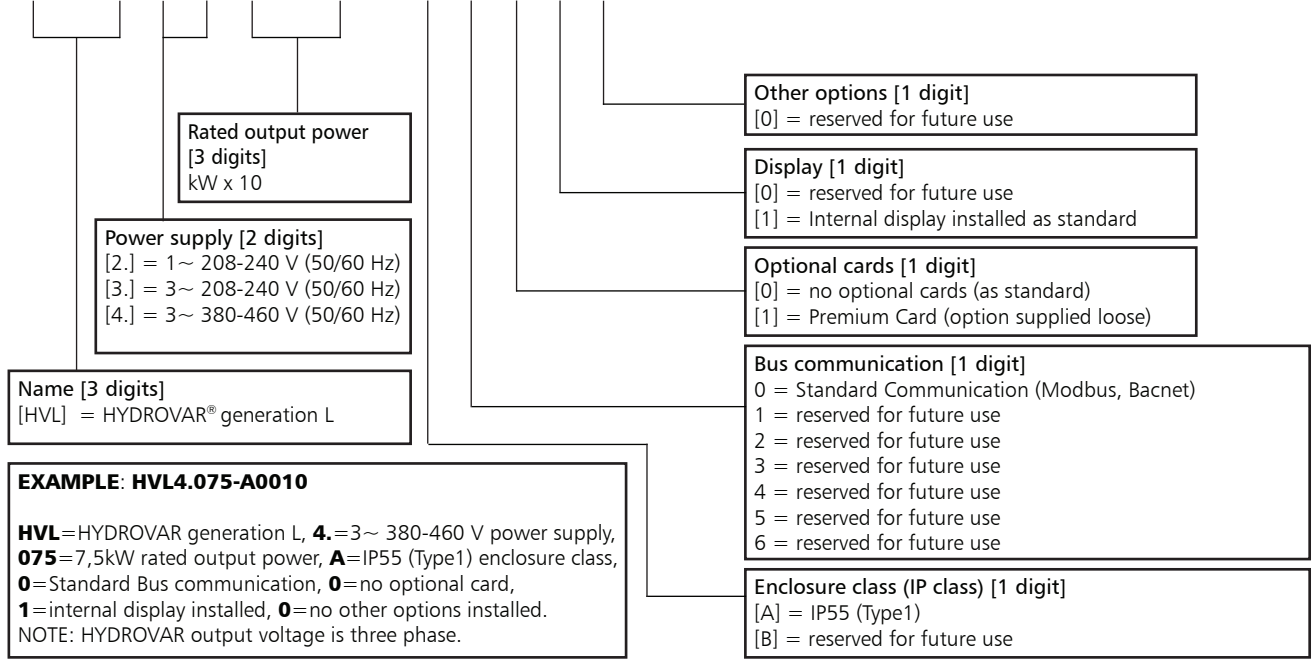 Rated output power
[3 digits]
kW x 10
Power supply [2 digits]
[2.] = 1~ 208-240 V (50/60 Hz)
[3.] = 3~ 208-240 V (50/60 Hz)
[4.] = 3~ 380-460 V (50/60 Hz)
Name [3 digits]
[HVL] = HYDROVAR® generation L
EXAMPLE: HVL4.075-A0010
HVL=HYDROVAR generation L, 4.=3~ 380-460 V power supply,
075=7,5kW rated output power, A=IP55 (Type1) enclosure class,
0=Standard Bus communication, 0=no optional card,
1=internal display installed, 0=no other options installed.
NOTE: HYDROVAR output voltage is three phase.
Other options [1 digit]
[0] = reserved for future use
Display [1 digit]
[0] = reserved for future use
[1] = Internal display installed as standard
Optional cards [1 digit]
[0] = no optional cards (as standard)
[1] = Premium Card (option supplied loose)
Bus communication [1 digit]
0 = Standard Communication (Modbus, Bacnet)
1 = reserved for future use
2 = reserved for future use
3 = reserved for future use
4 = reserved for future use
5 = reserved for future use
6 = reserved for future use
Enclosure class (IP class) [1 digit]
[A] = IP55 (Type1)
[B] = reserved for future use